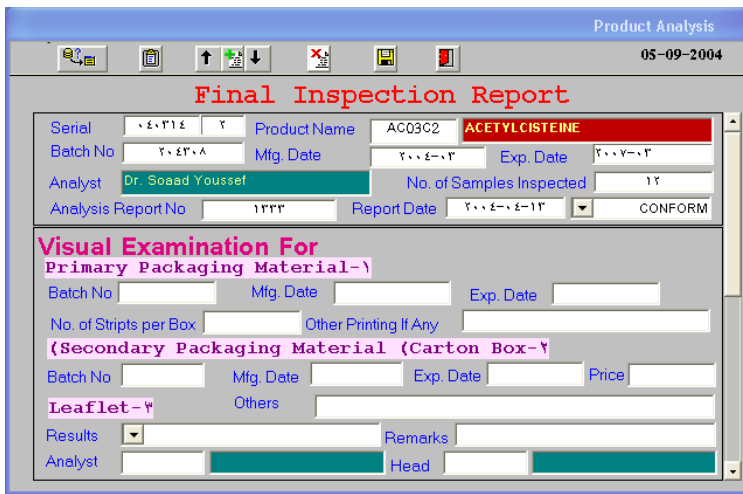 Product Analysis
05-09-2004
Final Inspection Report
Serial ٠٤٠٣١٤ ٢ Product Name AC03C2 ACETYLCISTEINE
Batch No ٢٠٤٣٠٨ Mfg. Date ٢٠٠٤-٠٣ Exp. Date ٢٠٠٧-٠٣
Analyst Dr. Soaad Youssef No. of Samples Inspected ١٢
Analysis Report No ١٣٣٣ Report Date ٢٠٠٤-٠٤-١٣ CONFORM
Visual Examination For
Primary Packaging Material-١
Batch No Mfg. Date Exp. Date
No. of Stripts per Box Other Printing If Any
(Secondary Packaging Material (Carton Box-٢
Batch No Mfg. Date Exp. Date Price
Leaflet-٣ Others
Results Remarks
Analyst Head